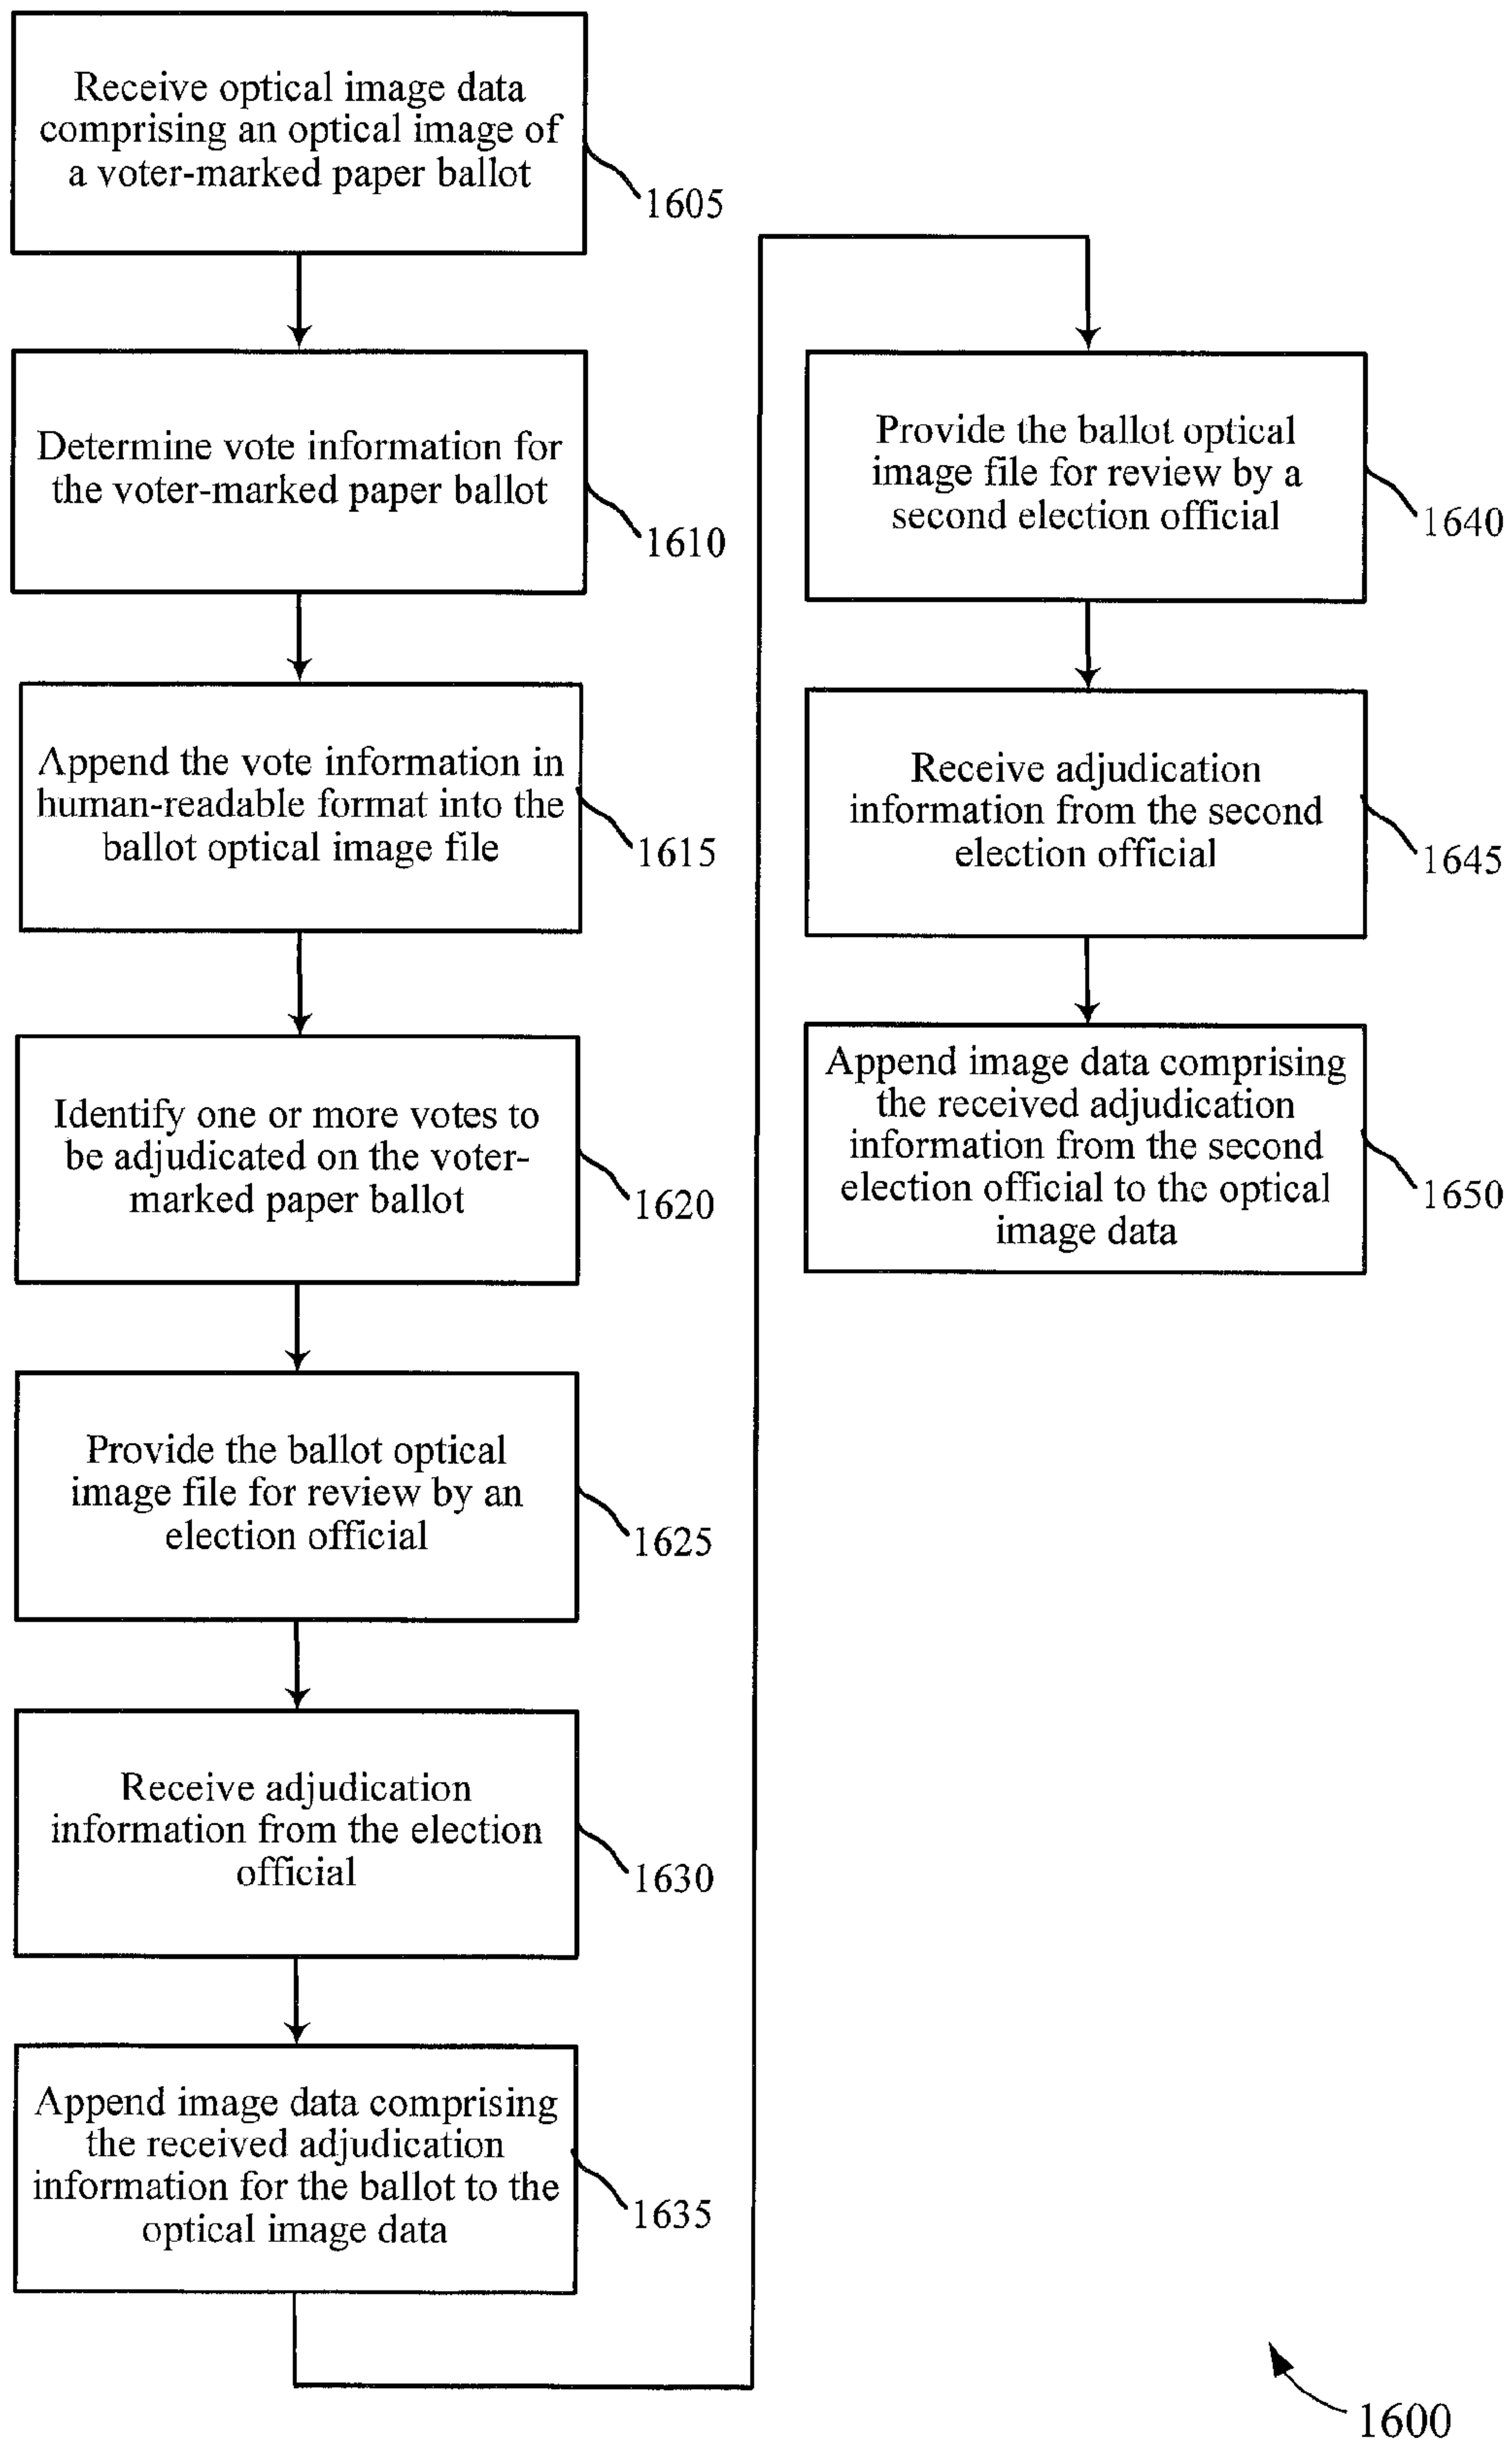 Receive optical image data
comprising an optical image of
a voter-marked paper ballot
1605
Determine vote information for
the voter-marked paper ballot
1610
Append the vote information in
human-readable format into the
ballot optical image file
1615
Identify one or more votes to
be adjudicated on the voter-
marked paper ballot
1620
Provide the ballot optical
image file for review by an
election official
1625
Receive adjudication
information from the election
official
1630
Append image data comprising
the received adjudication
information for the ballot to the
optical image data
1635
Provide the ballot optical
image file for review by a
second election official
1640
Receive adjudication
information from the second
election official
1645
Append image data comprising
the received adjudication
information from the second
election official to the optical
image data
1650
1600